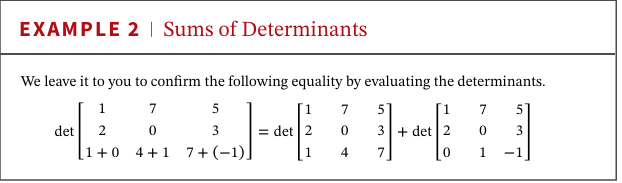 EXAMPLE 2 | Sums of Determinants
We leave it to you to confirm the following equality by evaluating the determinants.
1 7 5 1 7 5 1 7 5
det 2 0 3 = det 2 0 3 + det 2 0 3
1 + 0 4 + 1 7 + (−1) 1 4 7 0 1 −1